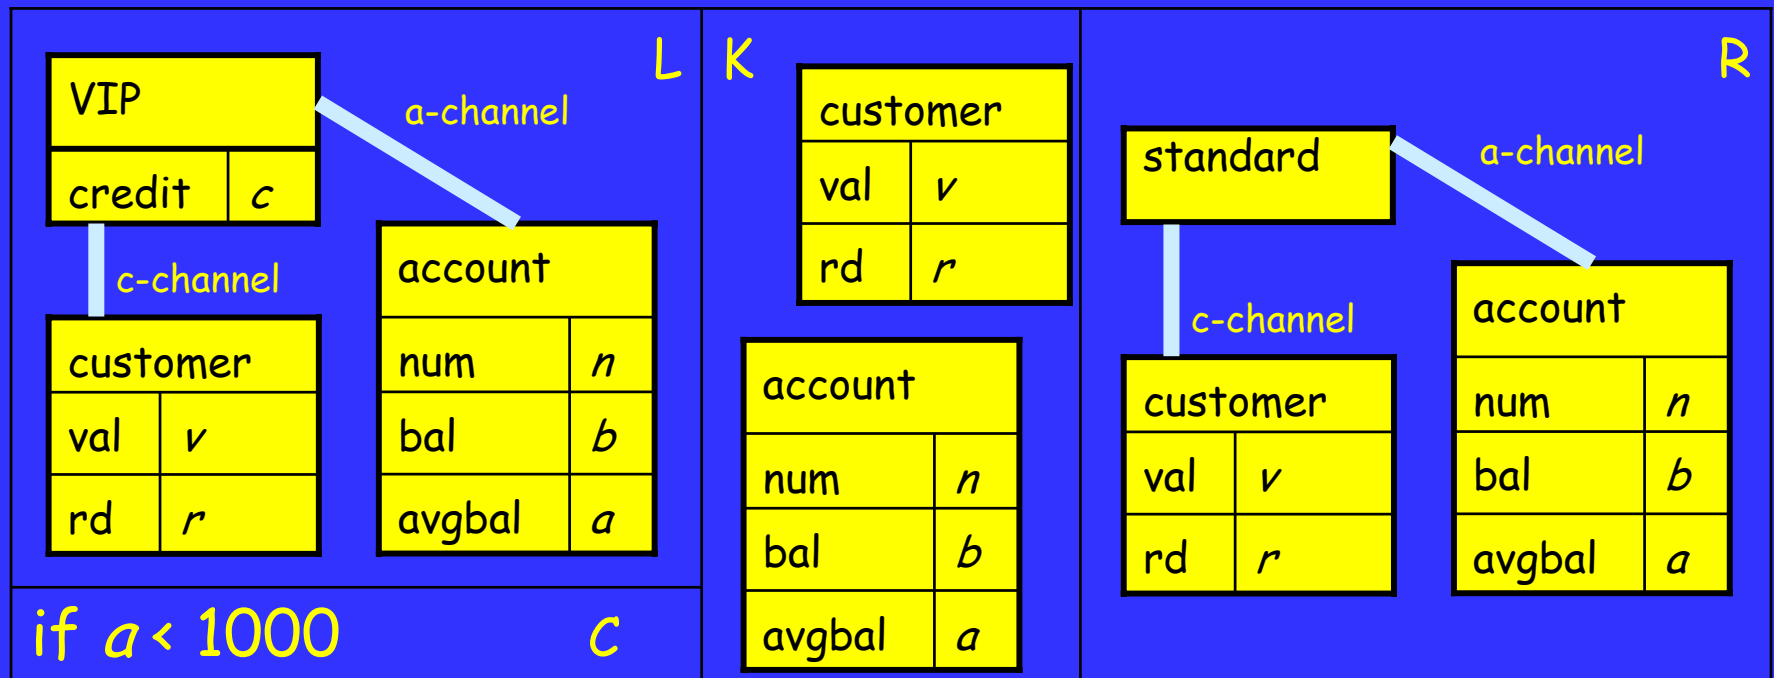 L
VIP
a-channel
credit c
c-channel
account
customer
num n
val v
bal b
rd r
avgbal a
if a < 1000 C
K
customer
val v
rd r
account
num n
bal b
avgbal a
R
standard
a-channel
c-channel
account
customer
num n
val v
bal b
rd r
avgbal a